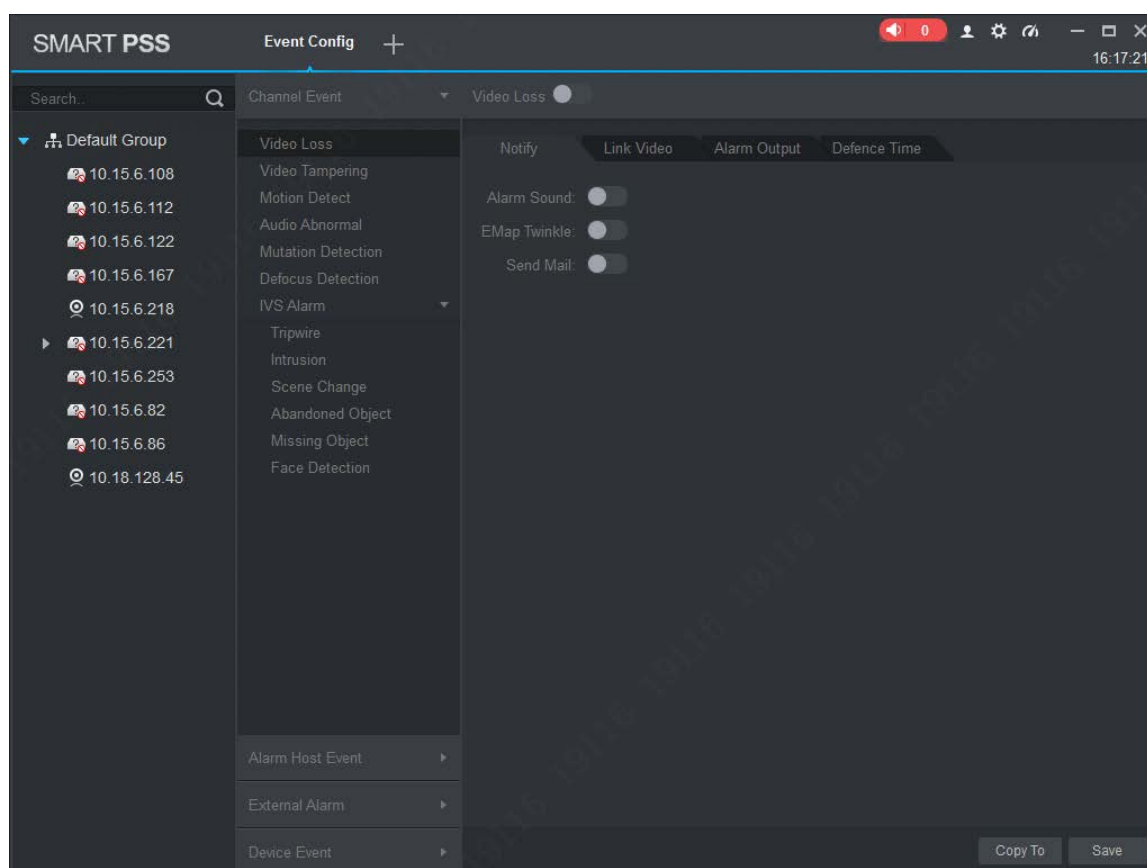 SMART PSS
Event Config
0
16:17:21
Search..
Default Group
10.15.6.108
10.15.6.112
10.15.6.122
10.15.6.167
10.15.6.218
10.15.6.221
10.15.6.253
10.15.6.82
10.15.6.86
10.18.128.45
Channel Event
Video Loss
Video Tampering
Motion Detect
Audio Abnormal
Mutation Detection
Defocus Detection
IVS Alarm
Tripwire
Intrusion
Scene Change
Abandoned Object
Missing Object
Face Detection
Alarm Host Event
External Alarm
Device Event
Video Loss
Notify Link Video Alarm Output Defence Time
Alarm Sound:
EMap Twinkle:
Send Mail:
19116 19116 19116 19116 19116
Copy To Save